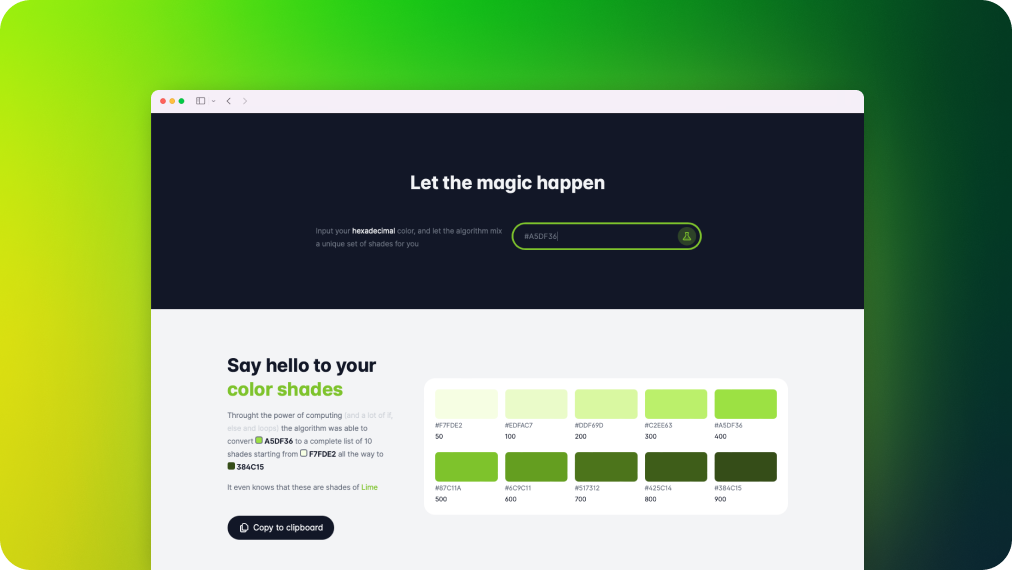 Let the magic happen
Input your hexadecimal color, and let the algorithm mix
a unique set of shades for you
#A5DF36
Say hello to your
color shades
Throught the power of computing (and a lot of if,
else and loops) the algorithm was able to
convert A5DF36 to a complete list of 10
shades starting from F7FDE2 all the way to
384C15
It even knows that these are shades of Lime
Copy to clipboard
#F7FDE2 #EDFAC7 #DDF69D #C2EE63 #A5DF36
50 100 200 300 400
#87C11A #6C9C11 #517312 #425C14 #384C15
500 600 700 800 900